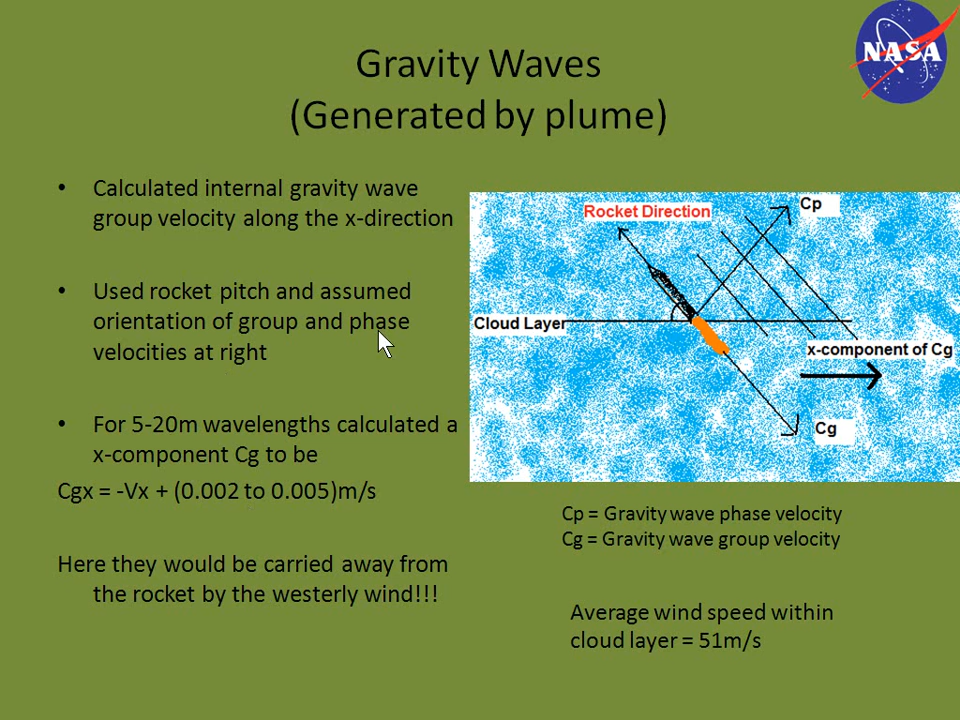 NASA
Gravity Waves
(Generated by plume)
• Calculated internal gravity wave
group velocity along the x-direction
• Used rocket pitch and assumed
orientation of group and phase
velocities at right
• For 5-20m wavelengths calculated a
x-component Cg to be
Cgx = -Vx + (0.002 to 0.005)m/s
Here they would be carried away from
the rocket by the westerly wind!!!
Rocket Direction
Cp
Cloud Layer
x-component of Cg
Cg
Cp = Gravity wave phase velocity
Cg = Gravity wave group velocity
Average wind speed within
cloud layer = 51m/s